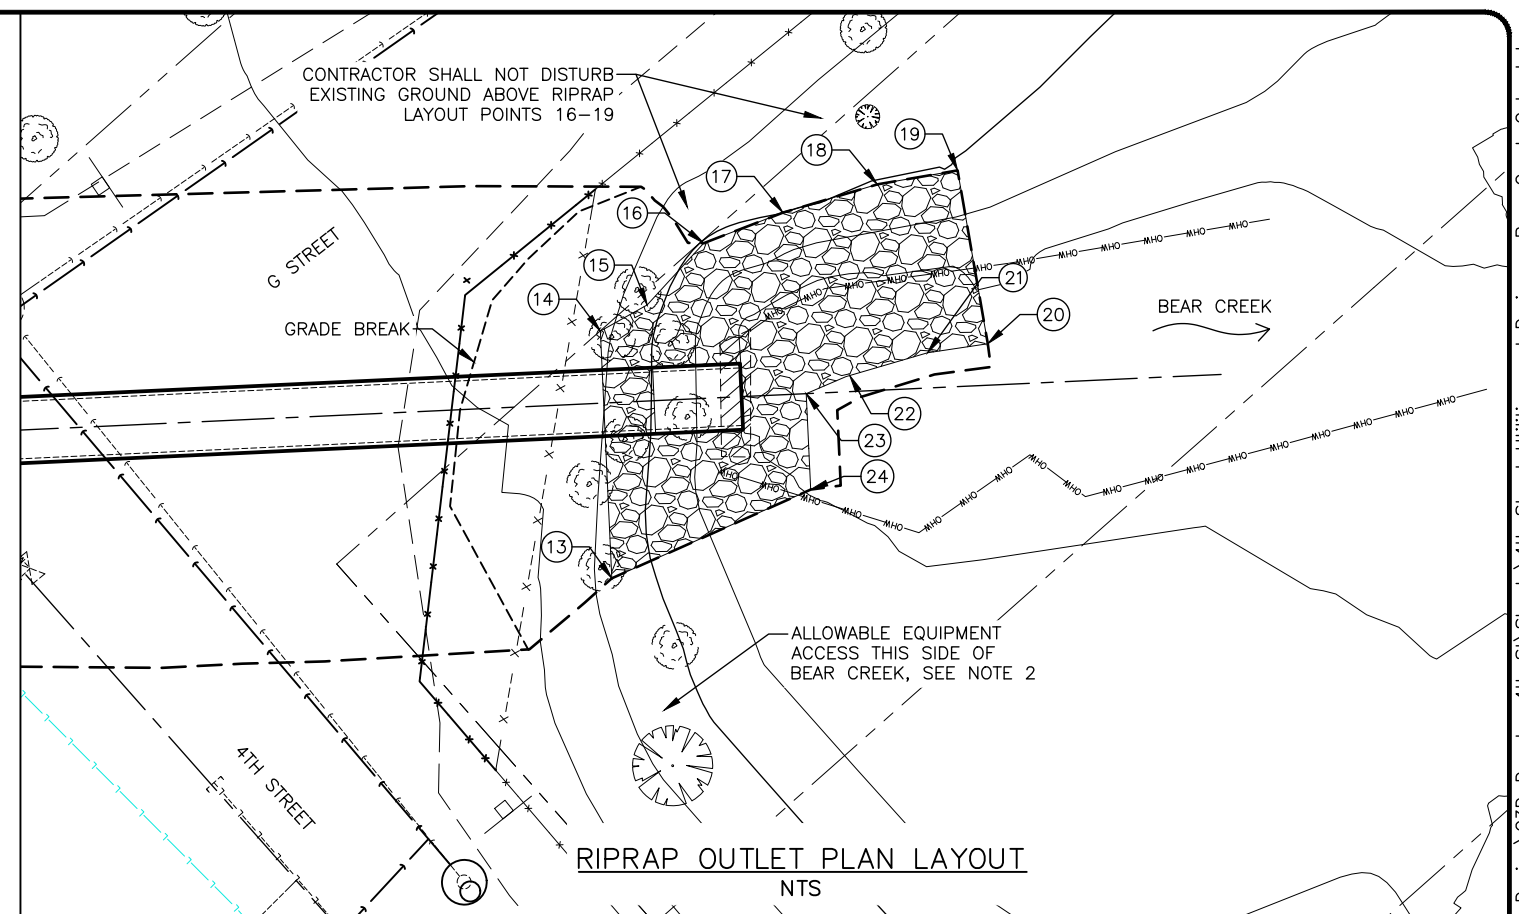 CONTRACTOR SHALL NOT DISTURB
EXISTING GROUND ABOVE RIPRAP
LAYOUT POINTS 16-19
19
18
17
16
15
14
G STREET
GRADE BREAK
21
20
BEAR CREEK
22
23
24
13
OHW
ALLOWABLE EQUIPMENT
ACCESS THIS SIDE OF
BEAR CREEK, SEE NOTE 2
4TH STREET
RIPRAP OUTLET PLAN LAYOUT
NTS